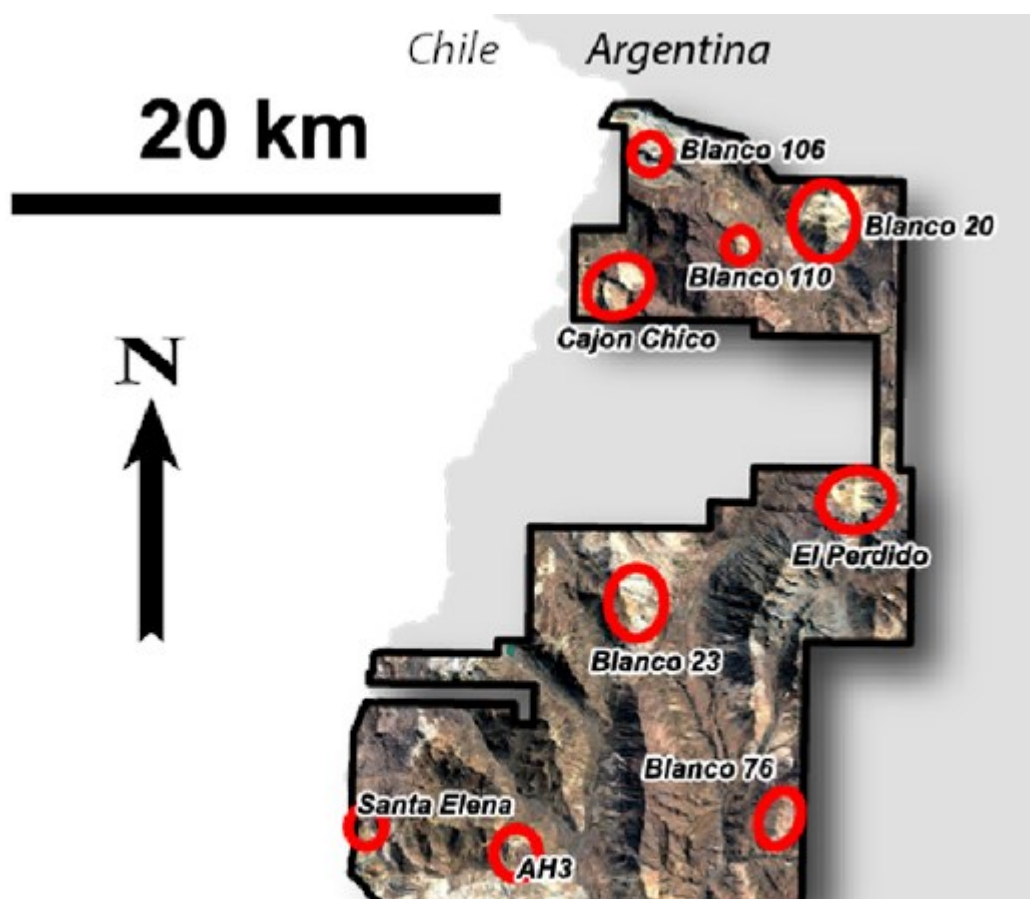 Chile Argentina
20 km
Blanco 106
Blanco 20
Blanco 110
Cajon Chico
N
El Perdido
Blanco 23
Blanco 76
Santa Elena
AH3